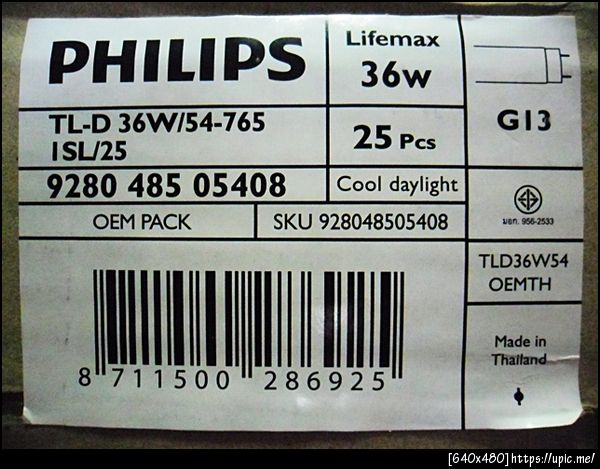 PHILIPS
Lifemax
36W
TL-D 36W/54-765
1SL/25
25 Pcs
G13
9280 485 05408
Cool daylight
มอก. 956-2533
OEM PACK
SKU 928048505408
TLD36W54
OEMTH
Made in
Thailand
8 711500 286925
[640x480]https://upic.me/